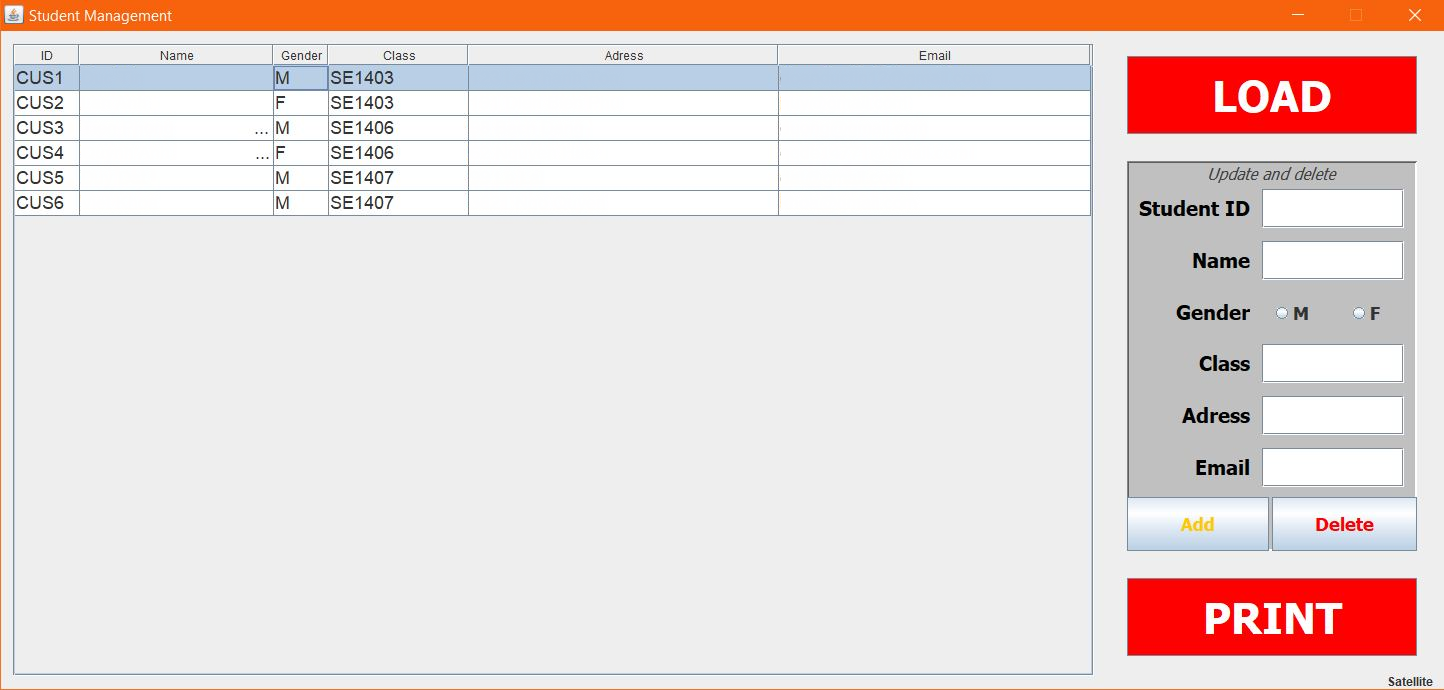 Student Management
ID Name Gender Class Adress Email
CUS1 M SE1403
CUS2 F SE1403
CUS3 ... M SE1406
CUS4 ... F SE1406
CUS5 M SE1407
CUS6 M SE1407
LOAD
Update and delete
Student ID
Name
Gender M F
Class
Adress
Email
Add Delete
PRINT
Satellite